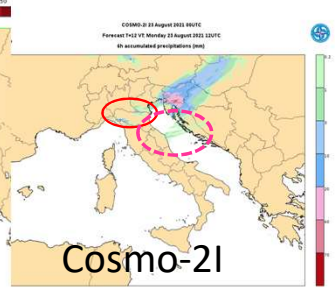 COSMO-2I 23 August 2021 00UTC
Forecast T+12 VT: Monday 23 August 2021 12UTC
6h accumulated precipitations (mm)
Cosmo-2I